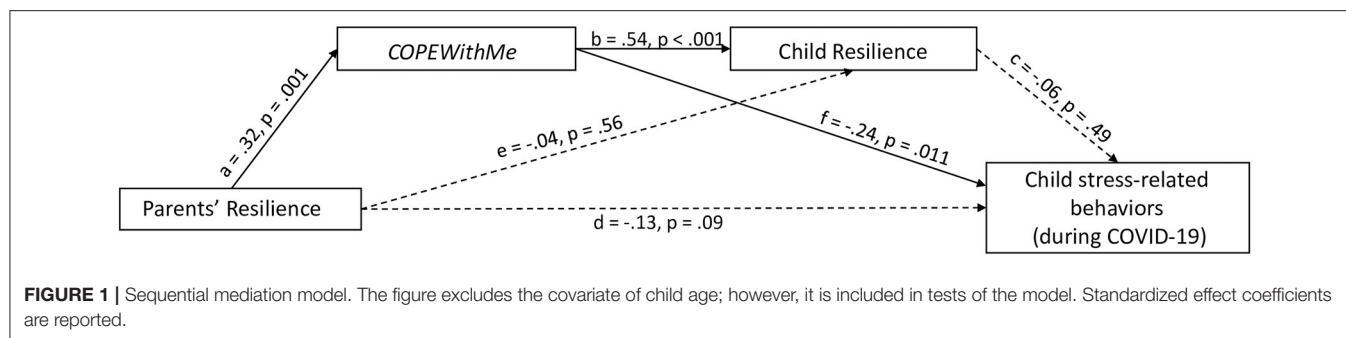 COPEWithMe
b = .54, p < .001
Child Resilience
a = .32, p = .001
c = -.06, p = .49
e = -.04, p = .56
f = -.24, p = .011
Parents’ Resilience
d = -.13, p = .09
Child stress-related
behaviors
(during COVID-19)
FIGURE 1 | Sequential mediation model. The figure excludes the covariate of child age; however, it is included in tests of the model. Standardized effect coefficients
are reported.